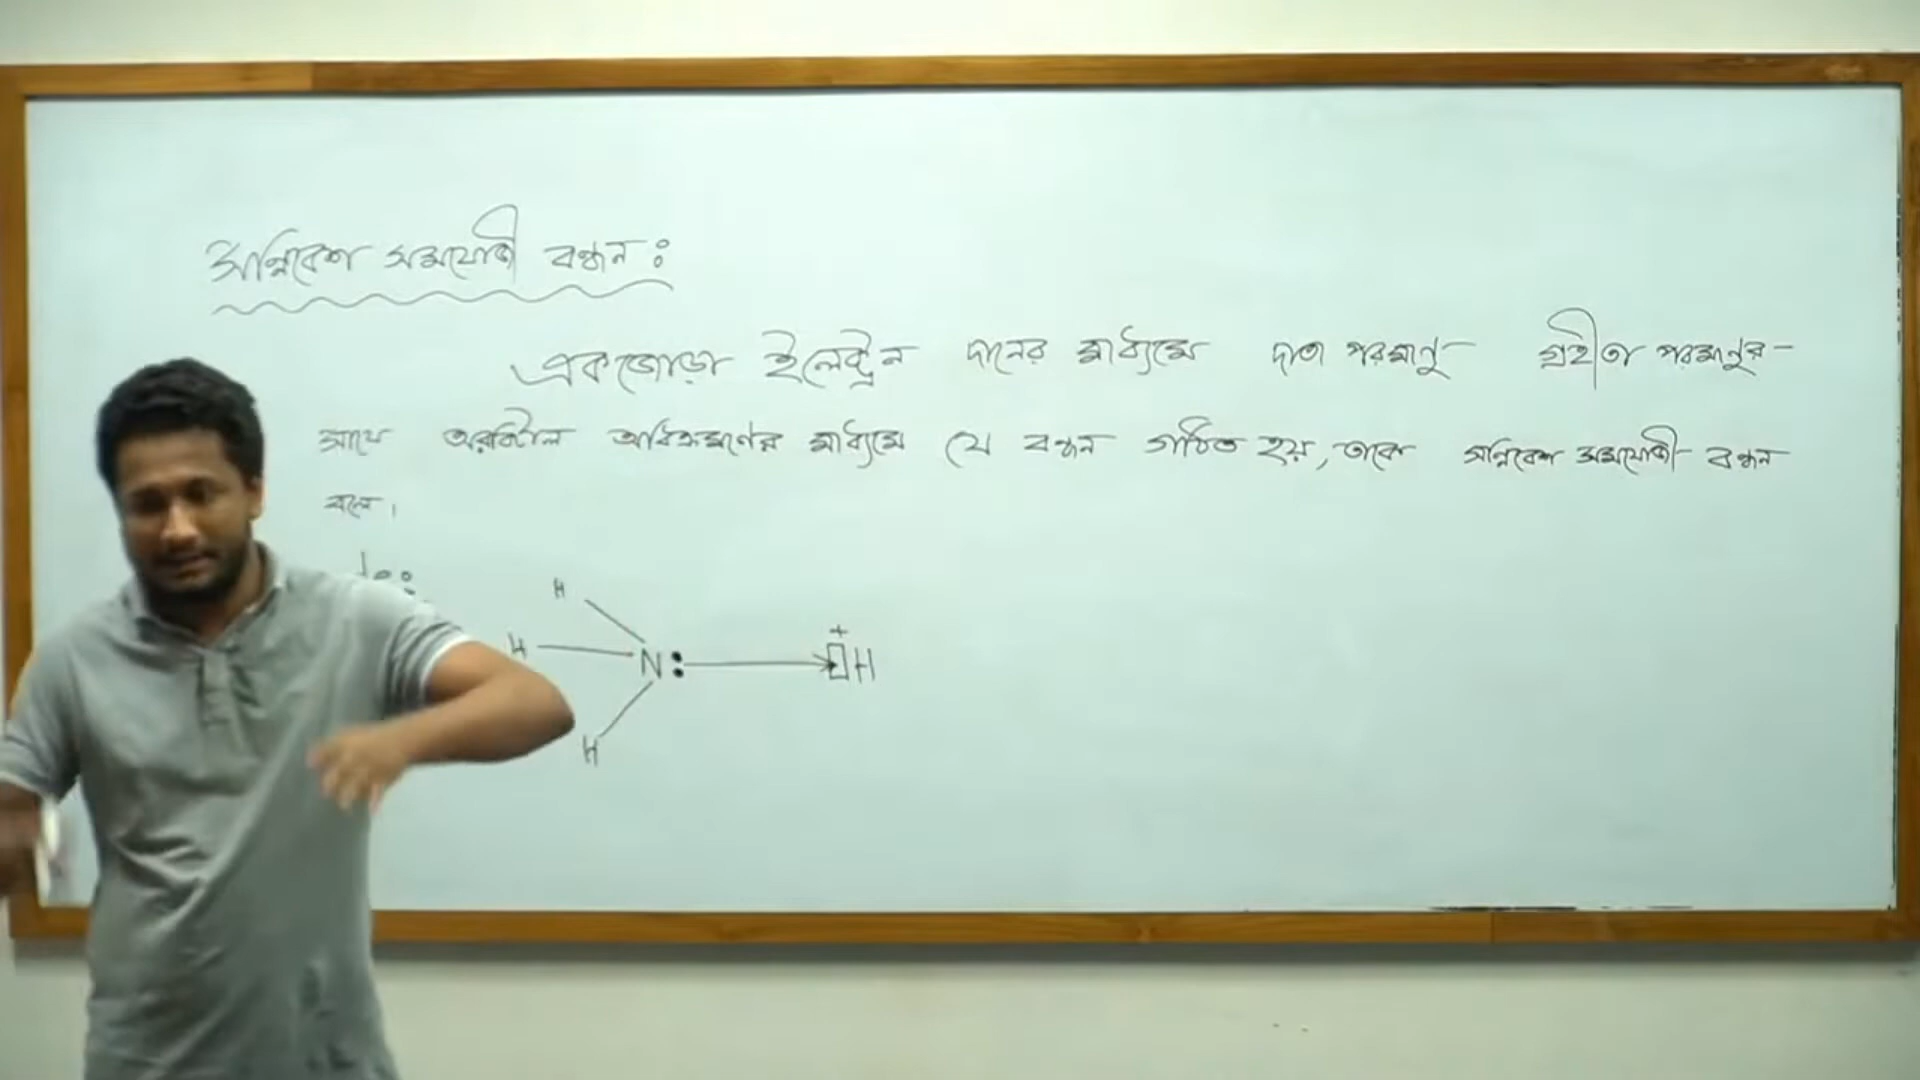 সন্নিবেশ সমযোজী বন্ধন :
একজোড়া ইলেক্ট্রন দানের মাধ্যমে দাতা পরমাণু গ্রহীতা পরমাণুর
সাথে অরবিটাল অধিক্রমণের মাধ্যমে যে বন্ধন গঠিত হয়, তাকে সন্নিবেশ সমযোজী বন্ধন
বলে।
H
+
H N: H
H